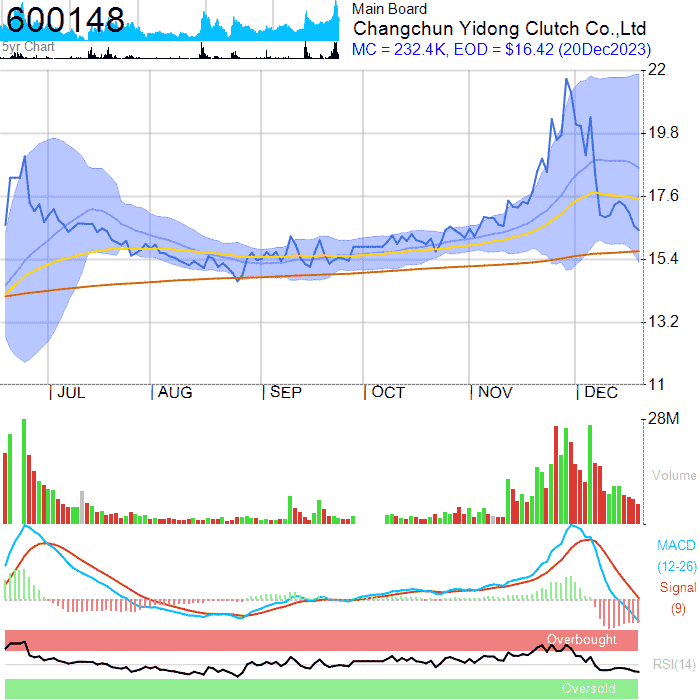 600148
5yr Chart
Main Board
Changchun Yidong Clutch Co.,Ltd
MC = 232.4K, EOD = $16.42 (20Dec2023)
22
19.8
17.6
15.4
13.2
11
JUL AUG SEP OCT NOV DEC
28M
Volume
MACD
(12-26)
Signal
(9)
Overbought
RSI(14)
Oversold